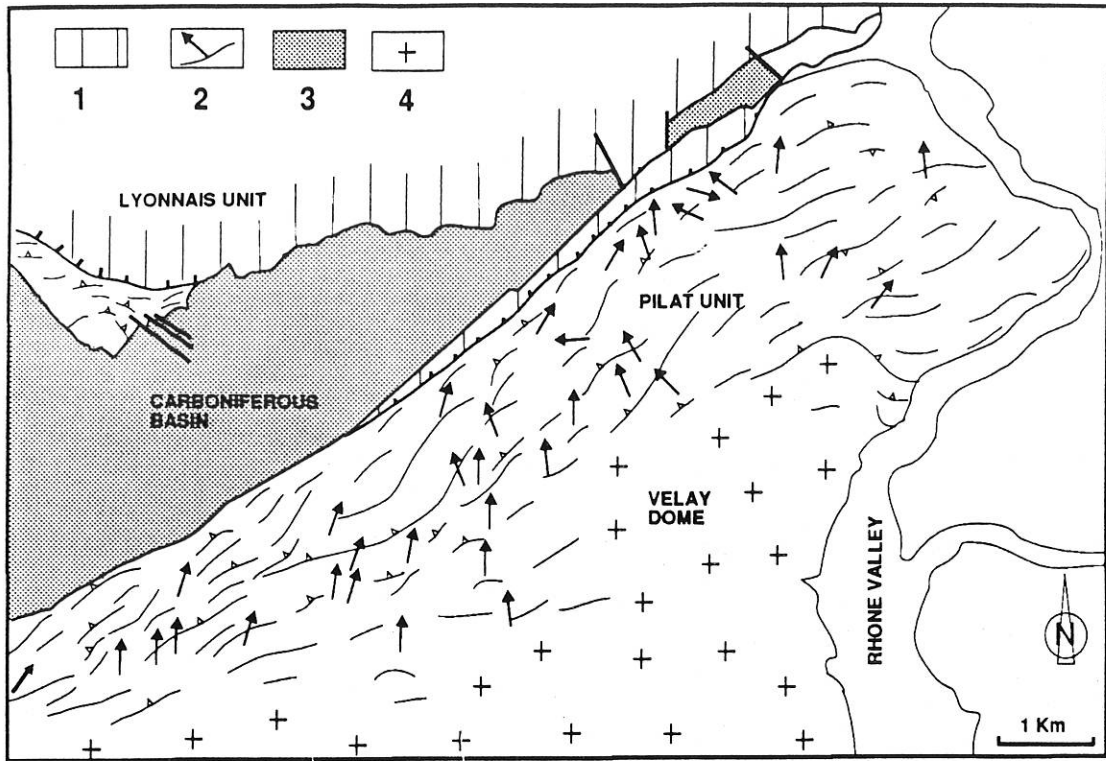 1 2 3 4
LYONNAIS UNIT
PILAT UNIT
CARBONIFEROUS
BASIN
VELAY
DOME
RHONE VALLEY
N
1 Km